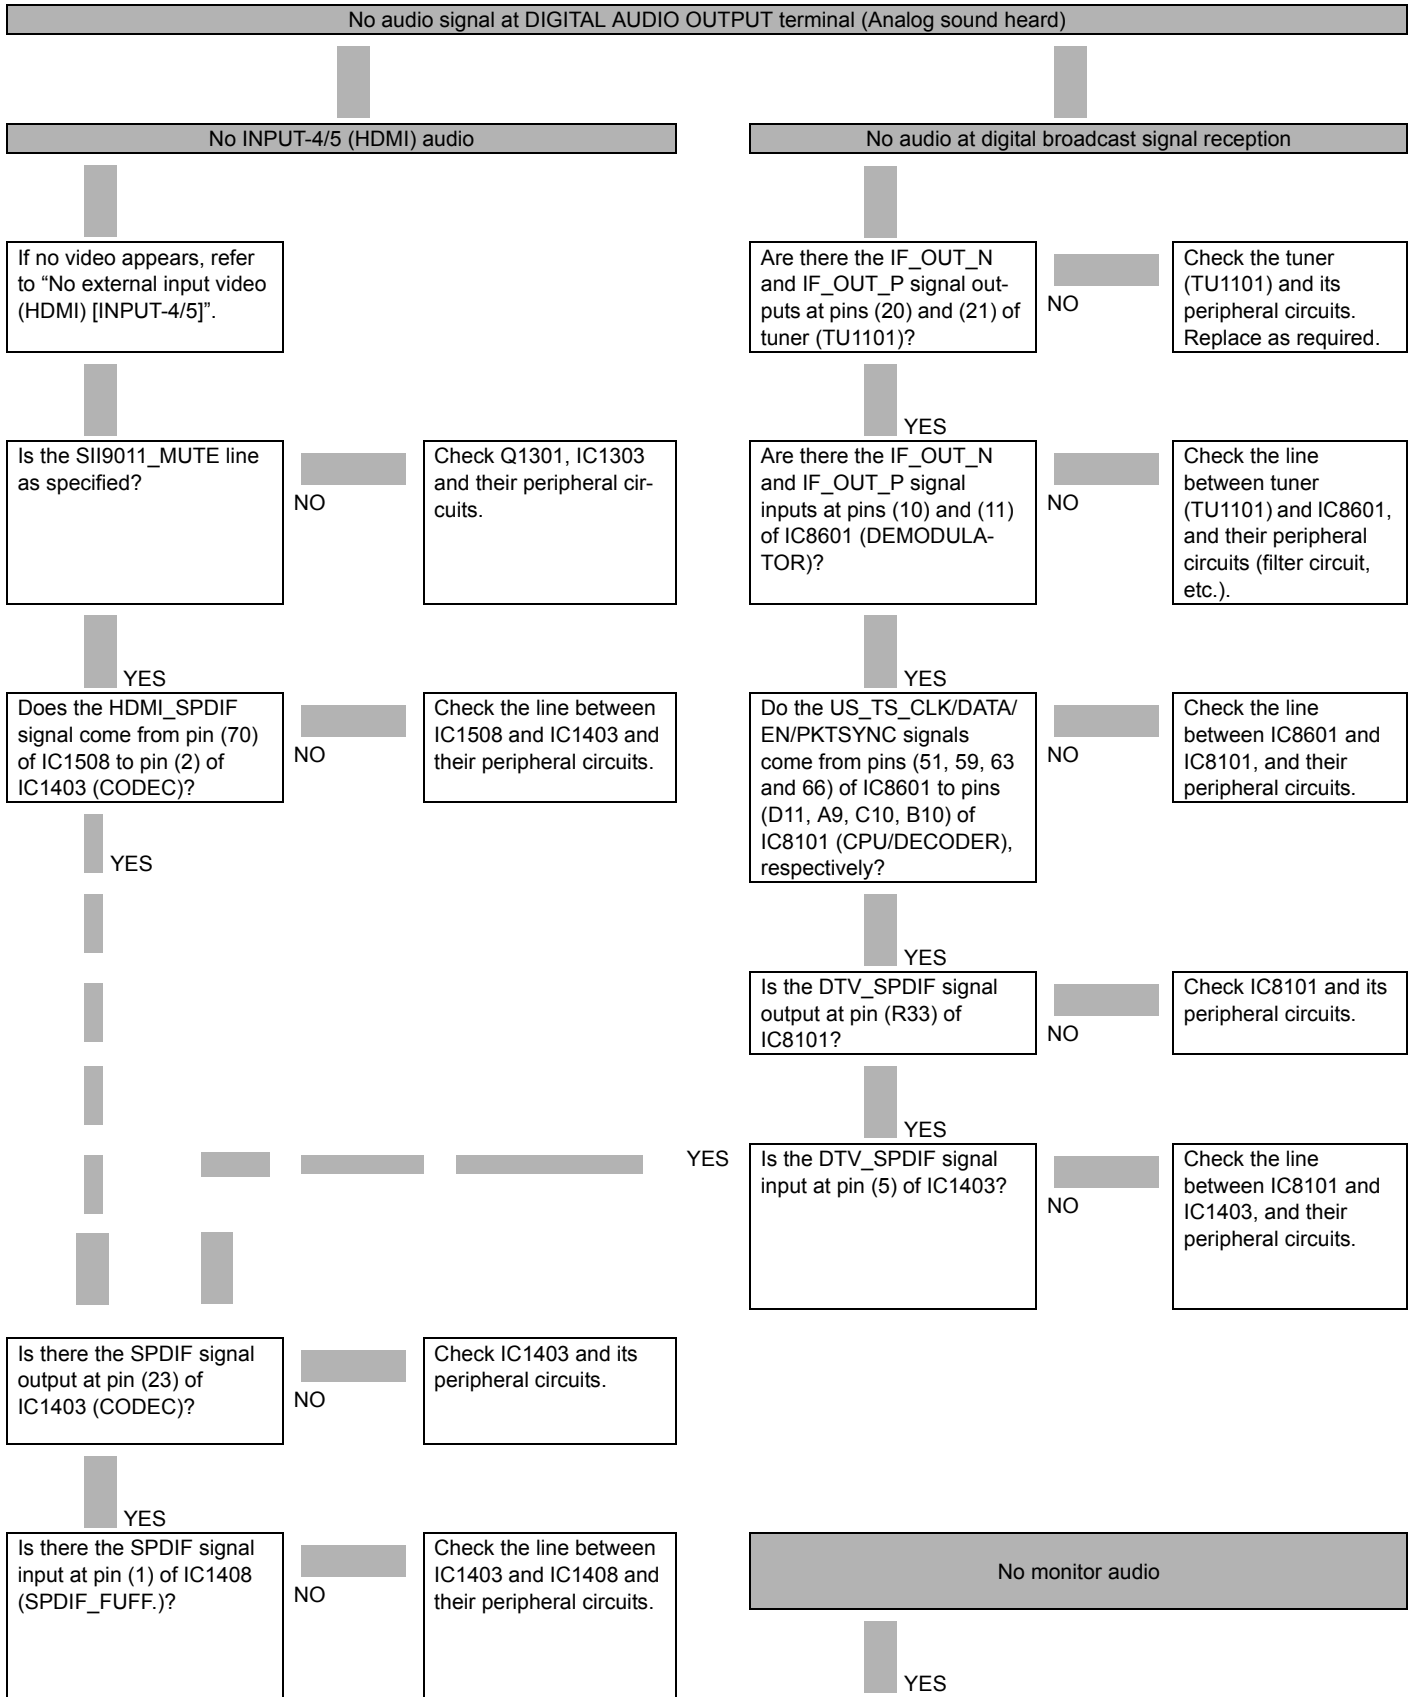 No audio signal at DIGITAL AUDIO OUTPUT terminal (Analog sound heard)
No INPUT-4/5 (HDMI) audio
No audio at digital broadcast signal reception
If no video appears, refer
to “No external input video
(HDMI) [INPUT-4/5]”.
Are there the IF_OUT_N
and IF_OUT_P signal out-
puts at pins (20) and (21) of
tuner (TU1101)?
NO
Check the tuner
(TU1101) and its
peripheral circuits.
Replace as required.
YES
Is the SII9011_MUTE line
as specified?
NO
Check Q1301, IC1303
and their peripheral cir-
cuits.
Are there the IF_OUT_N
and IF_OUT_P signal
inputs at pins (10) and (11)
of IC8601 (DEMODULA-
TOR)?
NO
Check the line
between tuner
(TU1101) and IC8601,
and their peripheral
circuits (filter circuit,
etc.).
YES
YES
Does the HDMI_SPDIF
signal come from pin (70)
of IC1508 to pin (2) of
IC1403 (CODEC)?
NO
Check the line between
IC1508 and IC1403 and
their peripheral circuits.
Do the US_TS_CLK/DATA/
EN/PKTSYNC signals
come from pins (51, 59, 63
and 66) of IC8601 to pins
(D11, A9, C10, B10) of
IC8101 (CPU/DECODER),
respectively?
NO
Check the line
between IC8601 and
IC8101, and their
peripheral circuits.
YES
YES
Is the DTV_SPDIF signal
output at pin (R33) of
IC8101?
NO
Check IC8101 and its
peripheral circuits.
YES
YES
Is the DTV_SPDIF signal
input at pin (5) of IC1403?
NO
Check the line
between IC8101 and
IC1403, and their
peripheral circuits.
Is there the SPDIF signal
output at pin (23) of
IC1403 (CODEC)?
NO
Check IC1403 and its
peripheral circuits.
YES
Is there the SPDIF signal
input at pin (1) of IC1408
(SPDIF_FUFF.)?
NO
Check the line between
IC1403 and IC1408 and
their peripheral circuits.
No monitor audio
YES